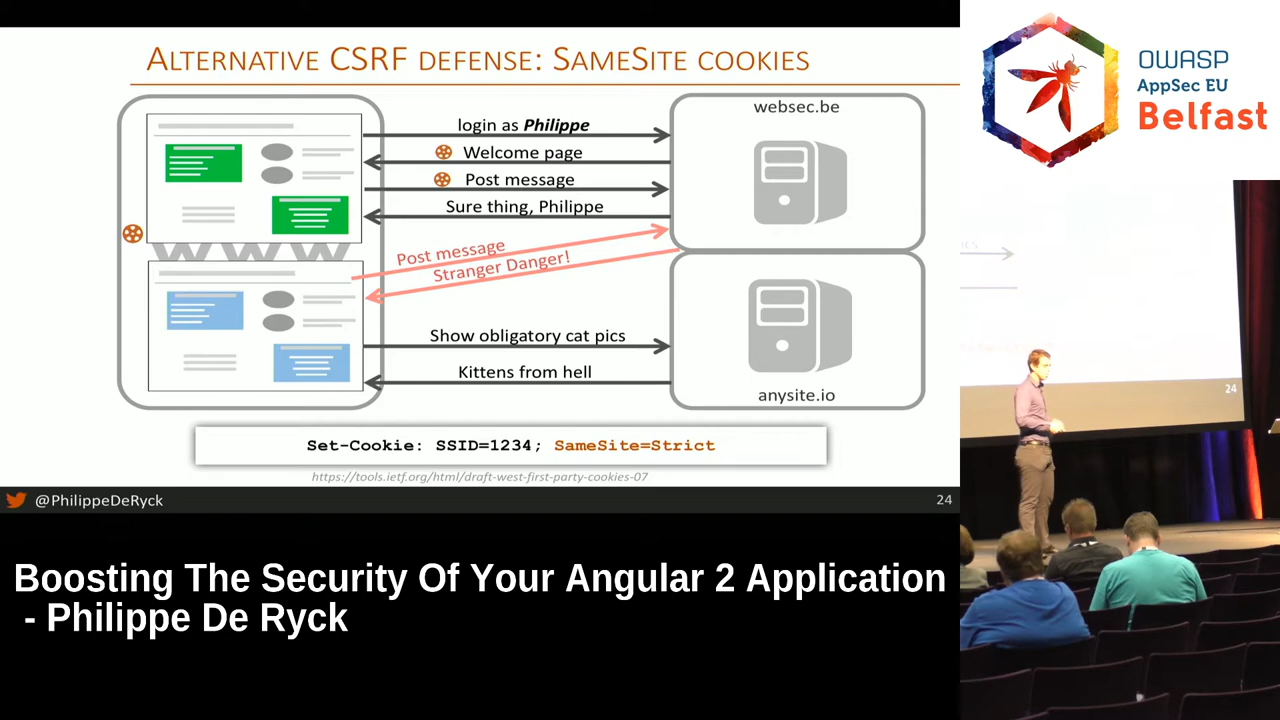 ALTERNATIVE CSRF DEFENSE: SAMESITE COOKIES
websec.be
login as Philippe
Welcome page
Post message
Sure thing, Philippe
Post message
Stranger Danger!
Show obligatory cat pics
Kittens from hell
anysite.io
Set-Cookie: SSID=1234; SameSite=Strict
https://tools.ietf.org/html/draft-west-first-party-cookies-07
@PhilippeDeRyck
24
OWASP
AppSec EU
Belfast
24
Boosting The Security Of Your Angular 2 Application
- Philippe De Ryck